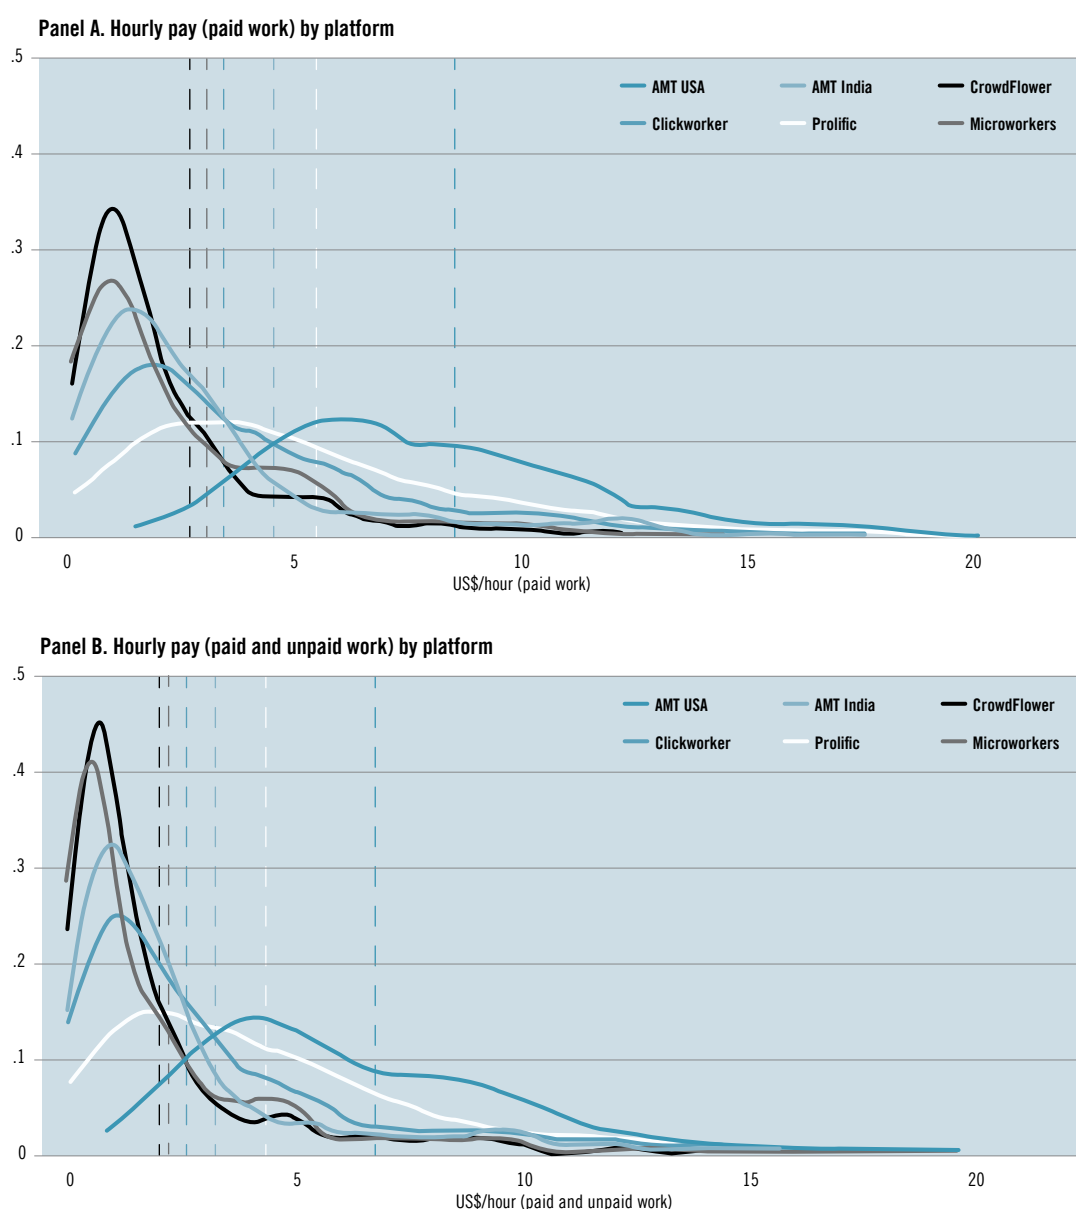 Panel A. Hourly pay (paid work) by platform
.5
AMT USA AMT India CrowdFlower
Clickworker Prolific Microworkers
.4
.3
.2
.1
0
0 5 10 15 20
US$/hour (paid work)
Panel B. Hourly pay (paid and unpaid work) by platform
.5
AMT USA AMT India CrowdFlower
Clickworker Prolific Microworkers
.4
.3
.2
.1
0
0 5 10 15 20
US$/hour (paid and unpaid work)